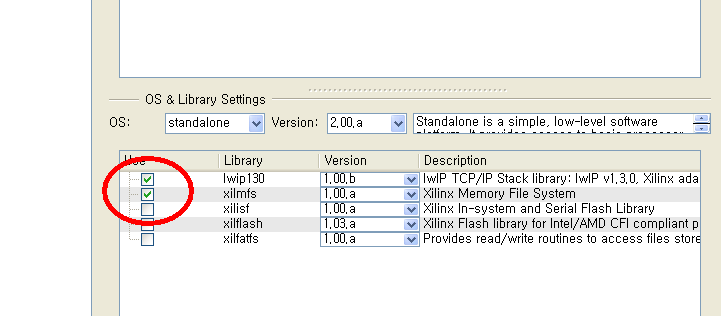 OS & Library Settings
OS: standalone Version: 2,00,a Standalone is a simple, low-level software
platform, It provides access to basic processor
Use Library Version Description
lwip130 1,00,b lwIP TCP/IP Stack library: lwIP v1,3,0, Xilinx ada
xilmfs 1,00,a Xilinx Memory File System
xilisf 1,00,a Xilinx In-system and Serial Flash Library
xilflash 1,03,a Xilinx Flash library for Intel/AMD CFI compliant p
xilfatfs 1,00,a Provides read/write routines to access files store